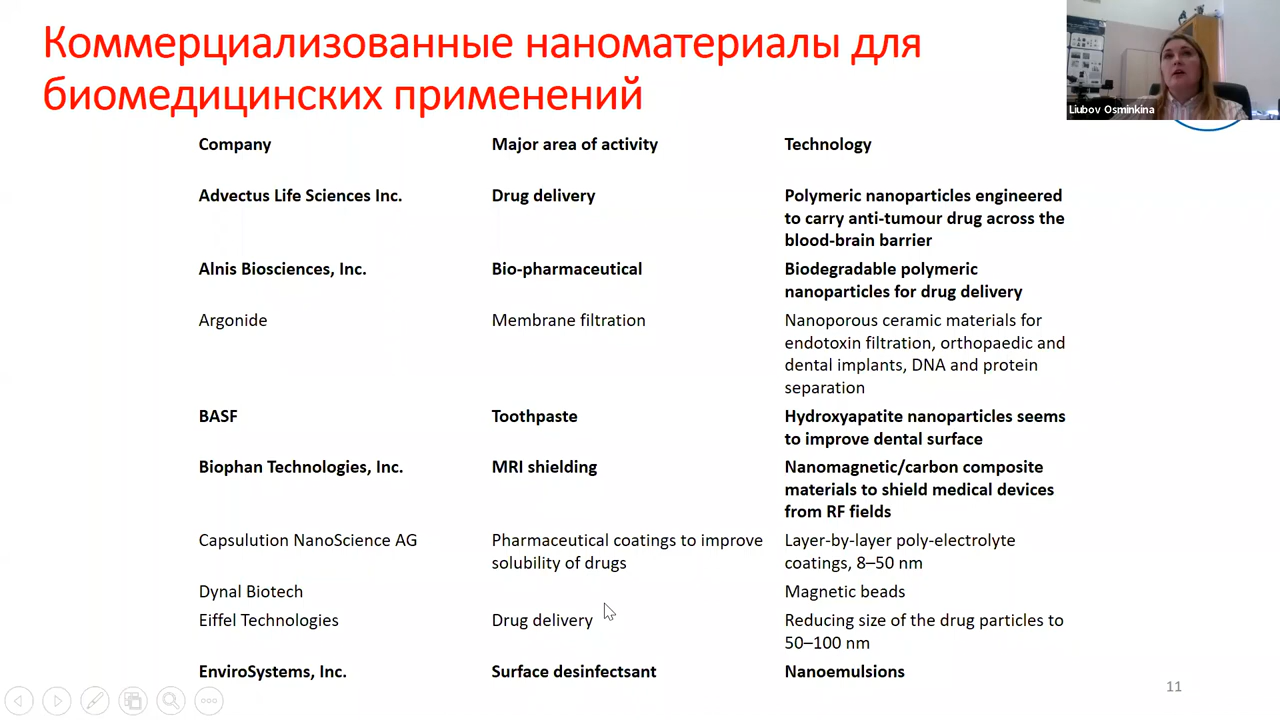 Коммерциализованные наноматериалы для
биомедицинских применений
Liubov Osminkina
Company Major area of activity Technology
Advectus Life Sciences Inc. Drug delivery Polymeric nanoparticles engineered
to carry anti-tumour drug across the
blood-brain barrier
Alnis Biosciences, Inc. Bio-pharmaceutical Biodegradable polymeric
nanoparticles for drug delivery
Argonide Membrane filtration Nanoporous ceramic materials for
endotoxin filtration, orthopaedic and
dental implants, DNA and protein
separation
BASF Toothpaste Hydroxyapatite nanoparticles seems
to improve dental surface
Biophan Technologies, Inc. MRI shielding Nanomagnetic/carbon composite
materials to shield medical devices
from RF fields
Capsulution NanoScience AG Pharmaceutical coatings to improve Layer-by-layer poly-electrolyte
solubility of drugs coatings, 8–50 nm
Dynal Biotech Magnetic beads
Eiffel Technologies Drug delivery Reducing size of the drug particles to
50–100 nm
EnviroSystems, Inc. Surface desinfectsant Nanoemulsions
11